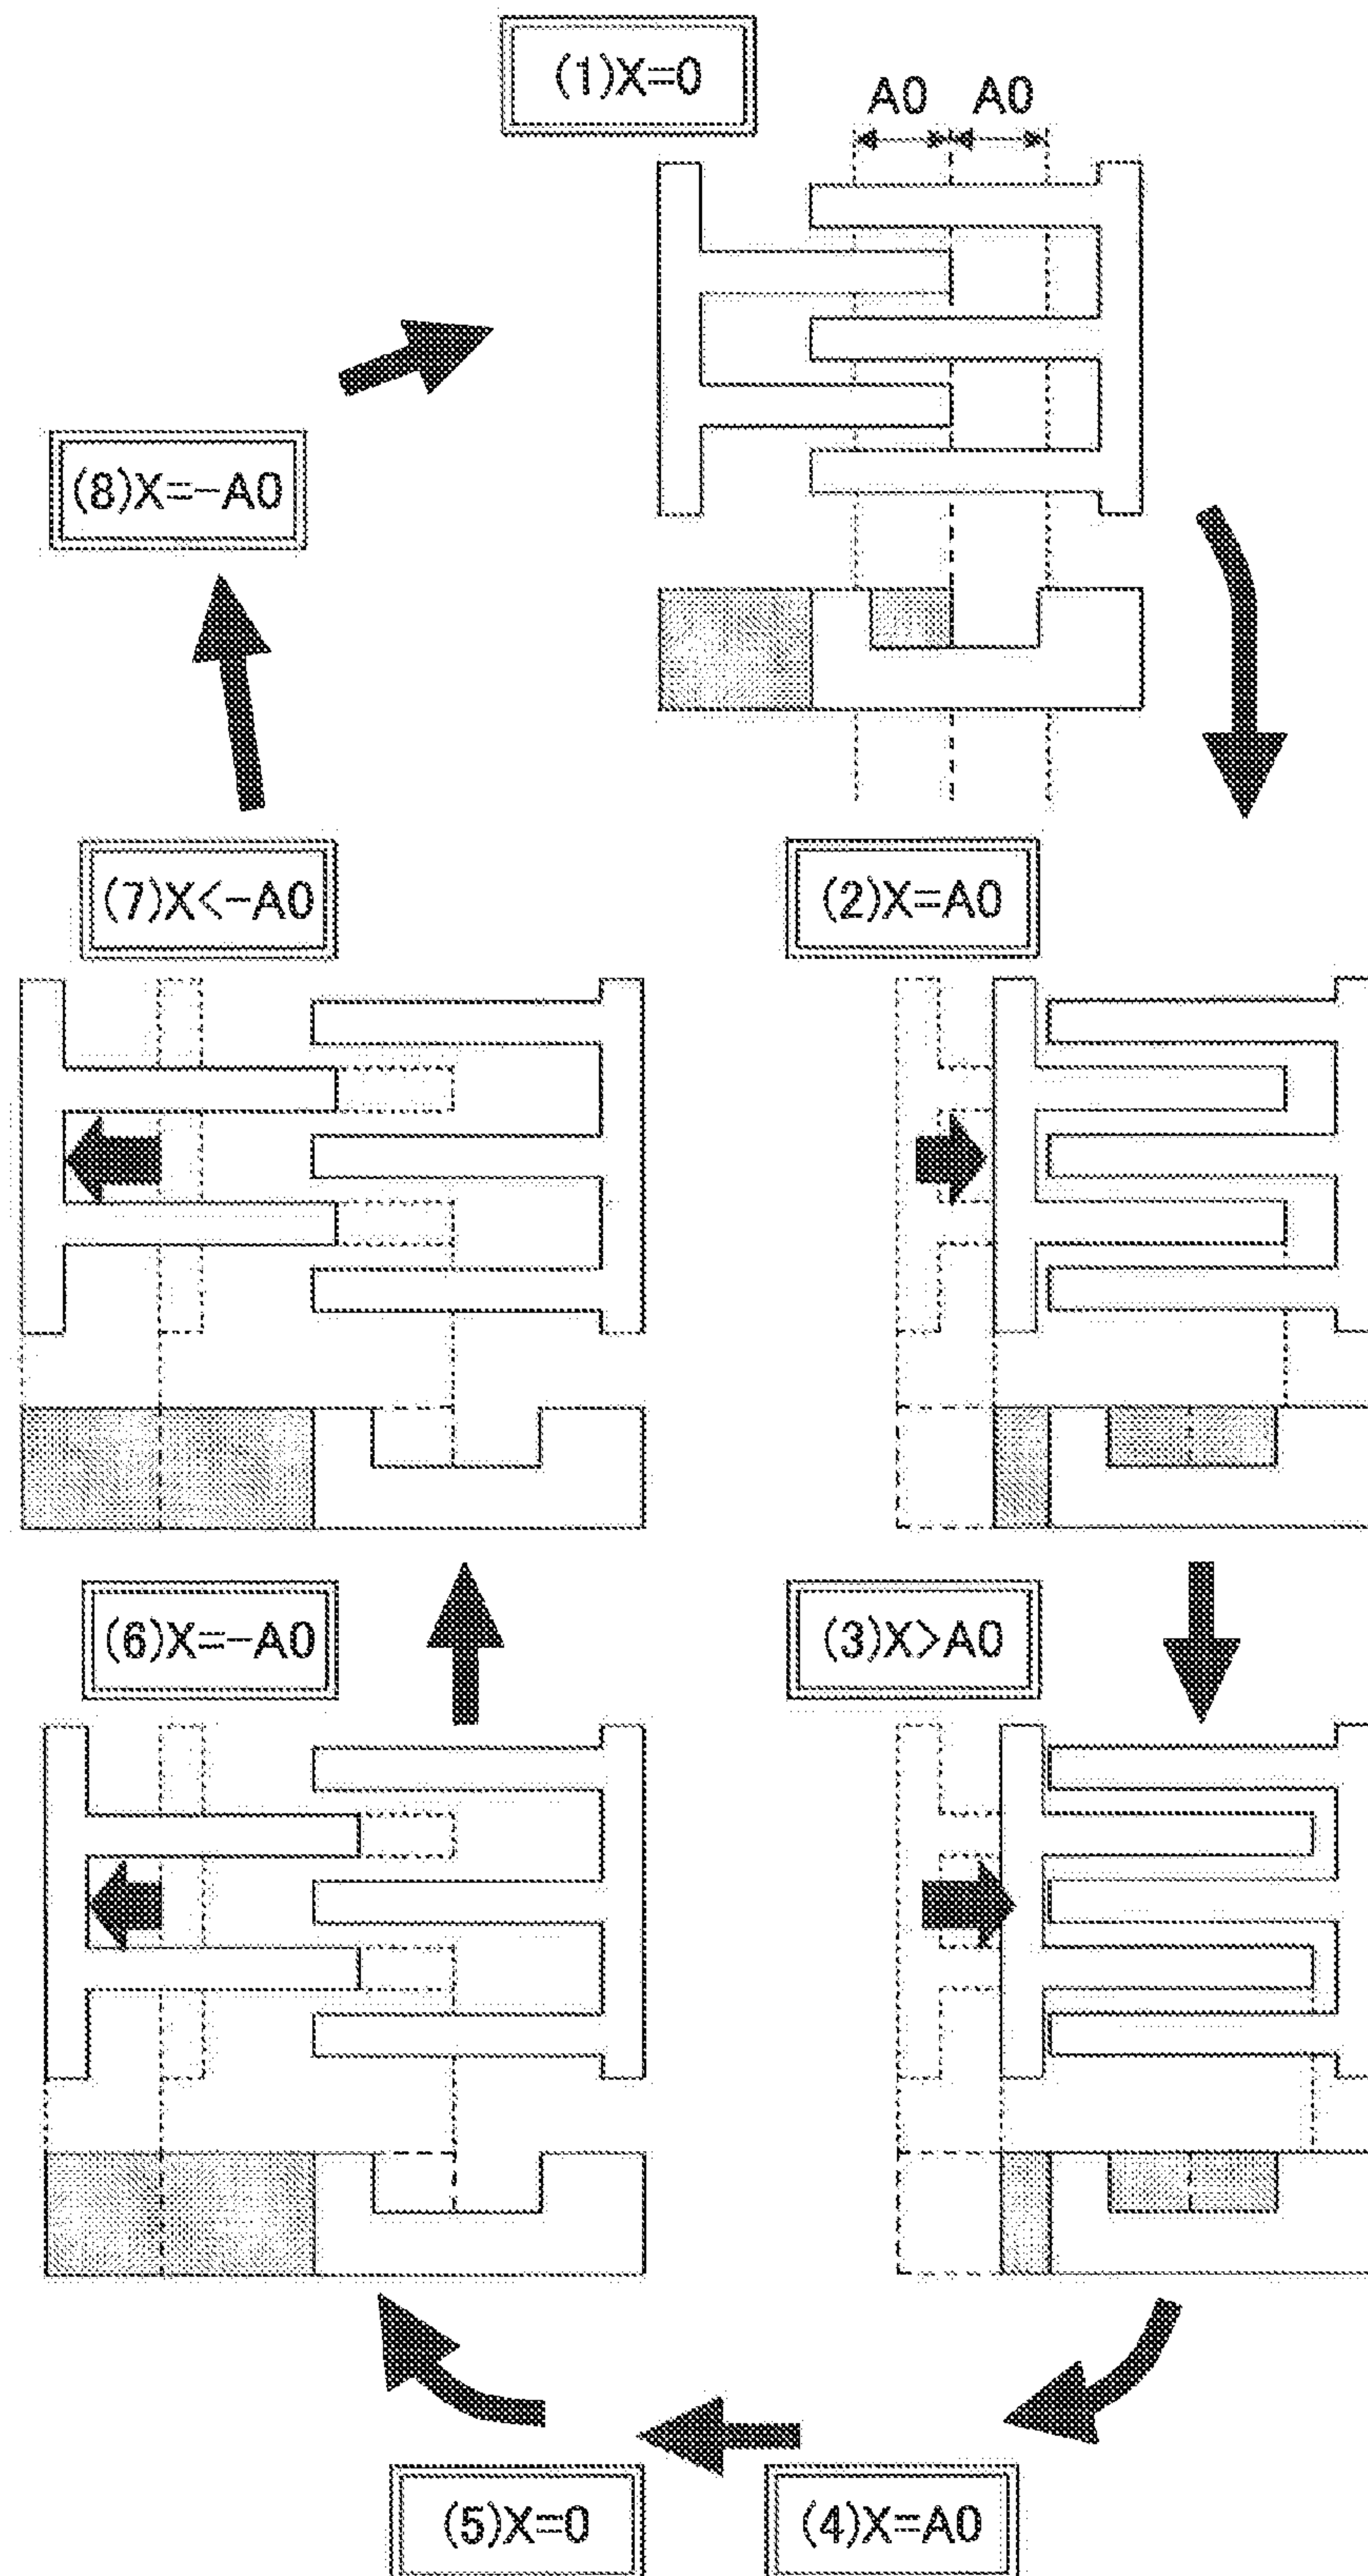 (1)X=0
A0 A0
(8)X=-A0
(7)X<-A0
(2)X=A0
(6)X=-A0
(3)X>A0
(5)X=0
(4)X=A0